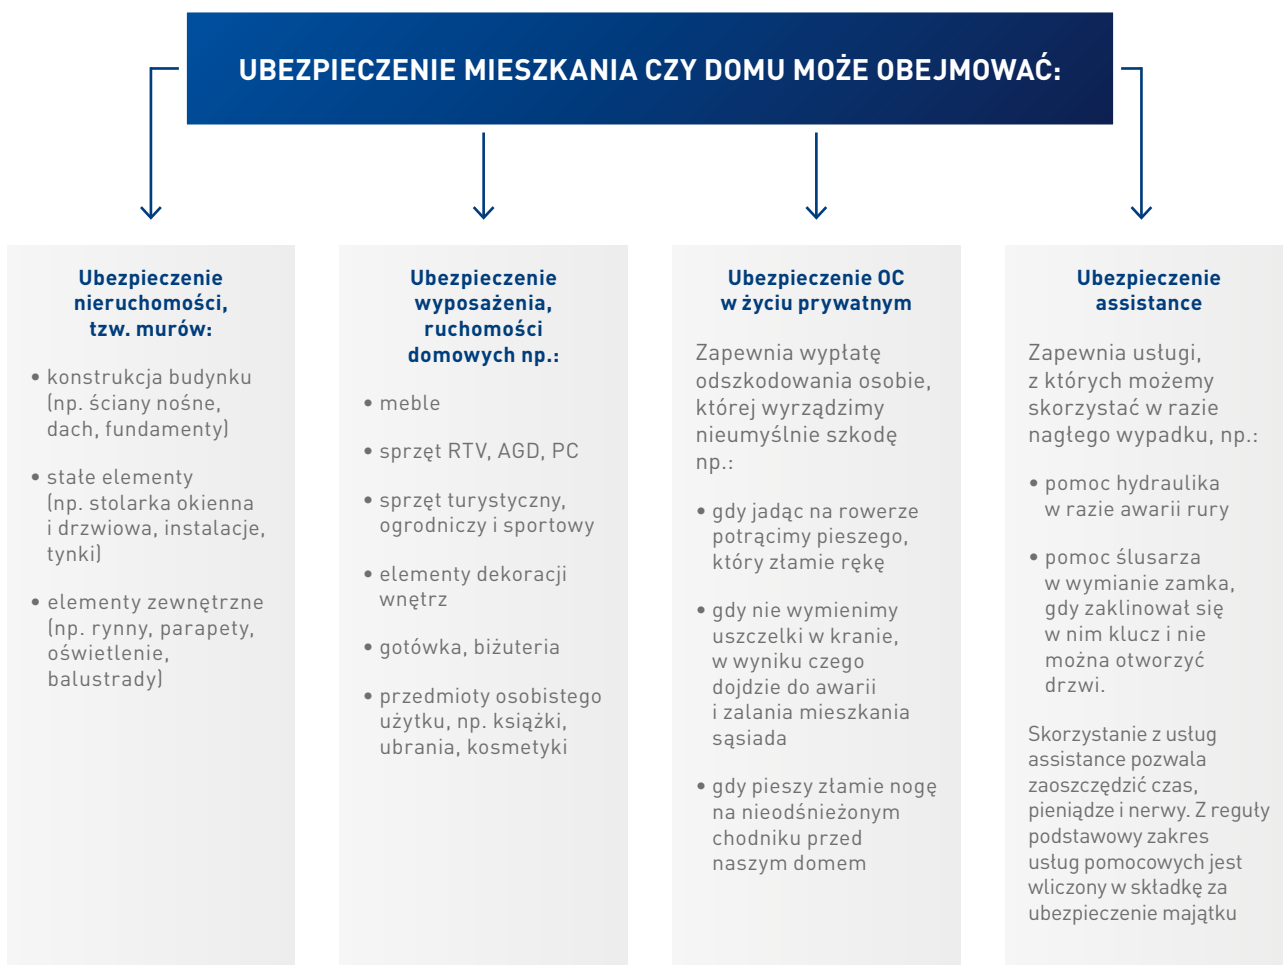 UBEZPIECZENIE MIESZKANIA CZY DOMU MOŻE OBEJMOWAĆ:
Ubezpieczenie
nieruchomości,
tzw. murów:
• konstrukcja budynku
(np. ściany nośne,
dach, fundamenty)
• stałe elementy
(np. stolarka okienna
i drzwiowa, instalacje,
tynki)
• elementy zewnętrzne
(np. rynny, parapety,
oświetlenie,
balustrady)
Ubezpieczenie
wyposażenia,
ruchomości
domowych np.:
• meble
• sprzęt RTV, AGD, PC
• sprzęt turystyczny,
ogrodniczy i sportowy
• elementy dekoracji
wnętrz
• gotówka, biżuteria
• przedmioty osobistego
użytku, np. książki,
ubrania, kosmetyki
Ubezpieczenie OC
w życiu prywatnym
Zapewnia wypłatę
odszkodowania osobie,
której wyrządzimy
nieumyślnie szkodę
np.:
• gdy jadąc na rowerze
potrącimy pieszego,
który złamie rękę
• gdy nie wymienimy
uszczelki w kranie,
w wyniku czego
dojdzie do awarii
i zalania mieszkania
sąsiada
• gdy pieszy złamie nogę
na nieodśnieżonym
chodniku przed
naszym domem
Ubezpieczenie
assistance
Zapewnia usługi,
z których możemy
skorzystać w razie
nagłego wypadku, np.:
• pomoc hydraulika
w razie awarii rury
• pomoc ślusarza
w wymianie zamka,
gdy zaklinował się
w nim klucz i nie
można otworzyć
drzwi.
Skorzystanie z usług
assistance pozwala
zaoszczędzić czas,
pieniądze i nerwy. Z reguły
podstawowy zakres
usług pomocowych jest
wliczony w składkę za
ubezpieczenie majątku